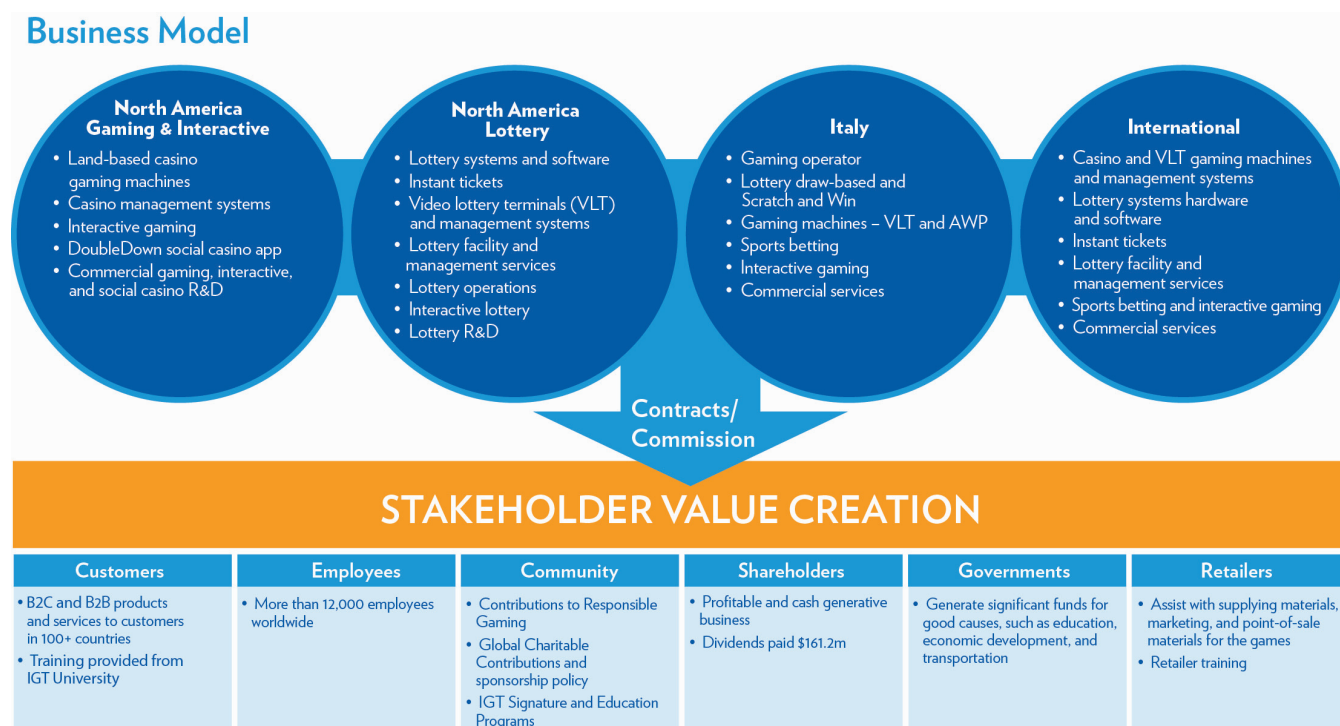 Business Model
North America
Gaming & Interactive
• Land-based casino
gaming machines
• Casino management systems
• Interactive gaming
• DoubleDown social casino app
• Commercial gaming, interactive,
and social casino R&D
North America
Lottery
• Lottery systems and software
• Instant tickets
• Video lottery terminals (VLT)
and management systems
• Lottery facility and
management services
• Lottery operations
• Interactive lottery
• Lottery R&D
Italy
• Gaming operator
• Lottery draw-based and
Scratch and Win
• Gaming machines – VLT and AWP
• Sports betting
• Interactive gaming
• Commercial services
International
• Casino and VLT gaming machines
and management systems
• Lottery systems hardware
and software
• Instant tickets
• Lottery facility and
management services
• Sports betting and interactive gaming
• Commercial services
Contracts/
Commission
STAKEHOLDER VALUE CREATION
Customers
• B2C and B2B products
and services to customers
in 100+ countries
• Training provided from
IGT University
Employees
• More than 12,000 employees
worldwide
Community
• Contributions to Responsible
Gaming
• Global Charitable
Contributions and
sponsorship policy
• IGT Signature and Education
Programs
Shareholders
• Profitable and cash generative
business
• Dividends paid $161.2m
Governments
• Generate significant funds for
good causes, such as education,
economic development, and
transportation
Retailers
• Assist with supplying materials,
marketing, and point-of-sale
materials for the games
• Retailer training